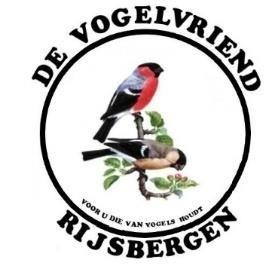 DE VOGELVRIEND
VOOR U DIE VAN VOGELS HOUDT
RIJSBERGEN